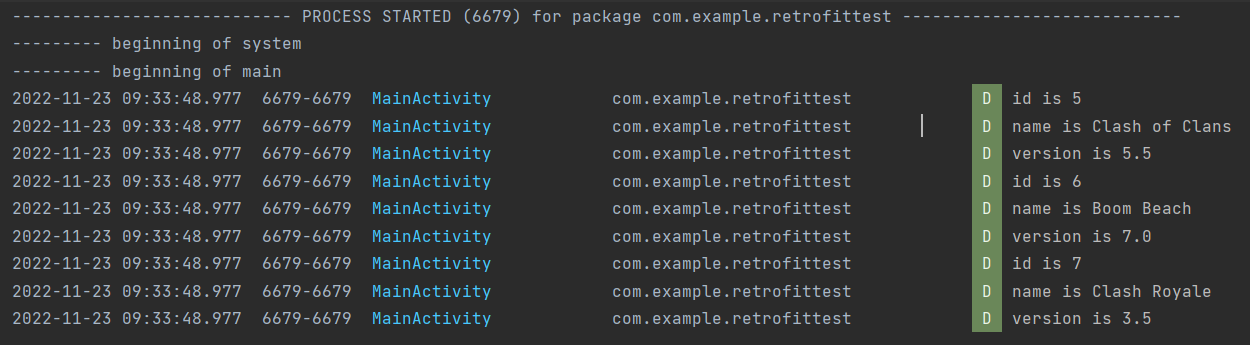 ---------------------------- PROCESS STARTED (6679) for package com.example.retrofittest ----------------------------
--------- beginning of system
--------- beginning of main
2022-11-23 09:33:48.977  6679-6679  MainActivity            com.example.retrofittest            D  id is 5
2022-11-23 09:33:48.977  6679-6679  MainActivity            com.example.retrofittest            D  name is Clash of Clans
2022-11-23 09:33:48.977  6679-6679  MainActivity            com.example.retrofittest            D  version is 5.5
2022-11-23 09:33:48.977  6679-6679  MainActivity            com.example.retrofittest            D  id is 6
2022-11-23 09:33:48.977  6679-6679  MainActivity            com.example.retrofittest            D  name is Boom Beach
2022-11-23 09:33:48.977  6679-6679  MainActivity            com.example.retrofittest            D  version is 7.0
2022-11-23 09:33:48.977  6679-6679  MainActivity            com.example.retrofittest            D  id is 7
2022-11-23 09:33:48.977  6679-6679  MainActivity            com.example.retrofittest            D  name is Clash Royale
2022-11-23 09:33:48.977  6679-6679  MainActivity            com.example.retrofittest            D  version is 3.5